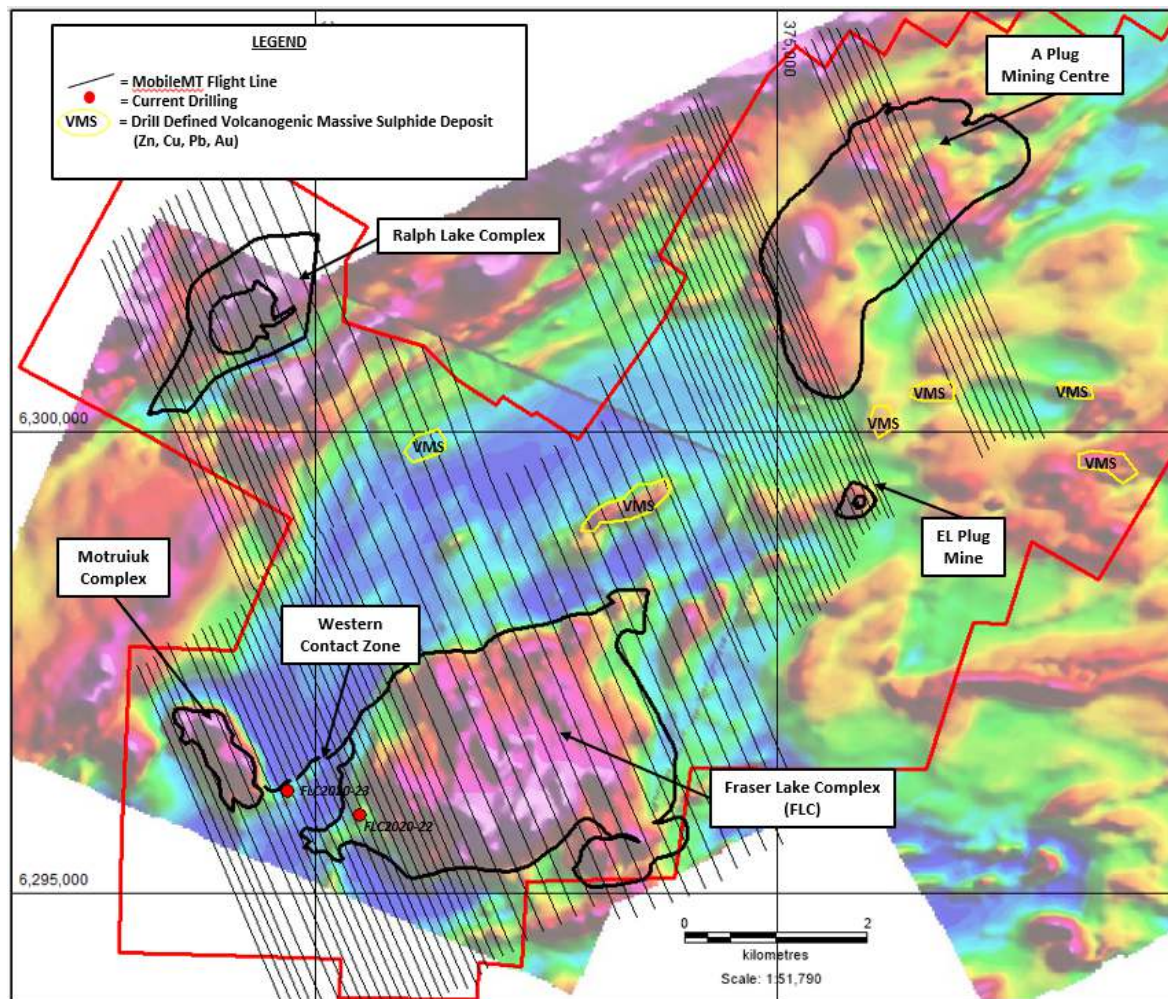 LEGEND
= MobileMT Flight Line
= Current Drilling
VMS = Drill Defined Volcanogenic Massive Sulphide Deposit
(Zn, Cu, Pb, Au)
375,000
A Plug
Mining Centre
Ralph Lake Complex
6,300,000
VMS
VMS
VMS
VMS
VMS
VMS
EL Plug
Mine
Motruiuk
Complex
Western
Contact Zone
FLC2020-23
FLC2020-22
Fraser Lake Complex
(FLC)
6,295,000
0 2
kilometres
Scale: 1:51,790